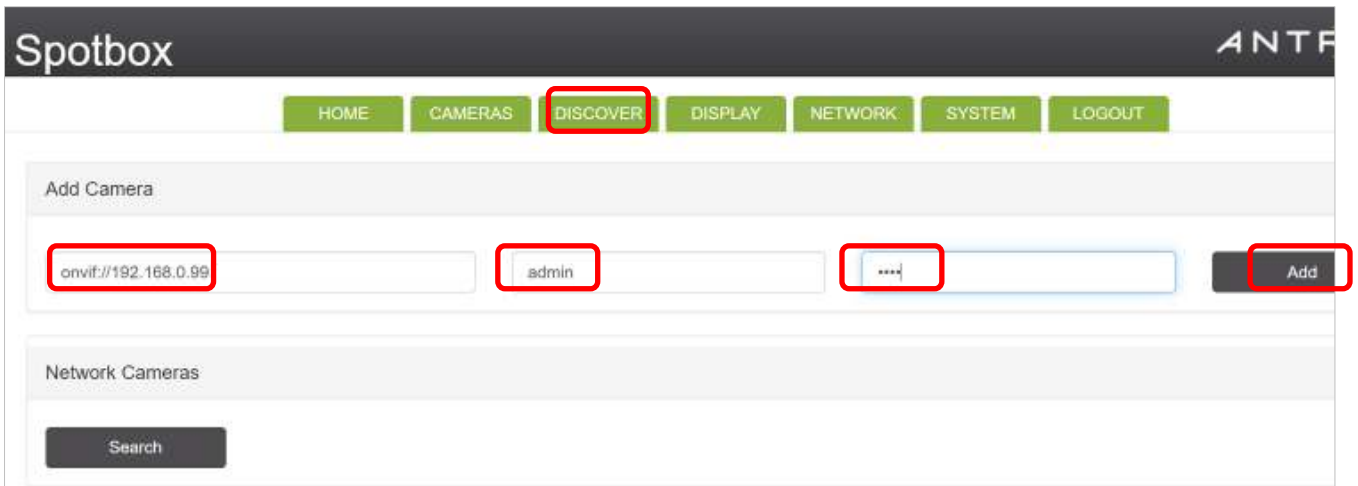 Spotbox
ANTR
HOME CAMERAS DISCOVER DISPLAY NETWORK SYSTEM LOGOUT
Add Camera
onvif://192.168.0.99 admin •••• Add
Network Cameras
Search